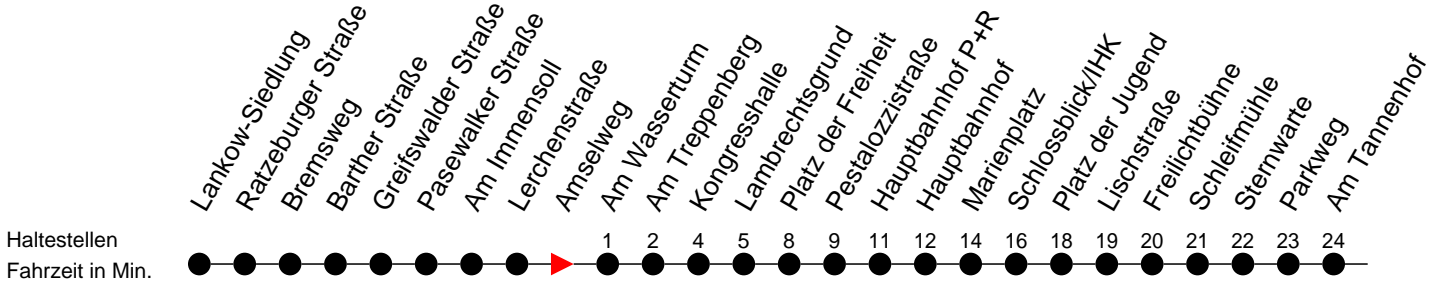 Lankow-Siedlung
Ratzeburger Straße
Bremsweg
Barther Straße
Greifswalder Straße
Pasewalker Straße
Am Immensoll
Lerchenstraße
Amselweg
Am Wasserturm
Am Treppenberg
Kongresshalle
Lambrechtsgrund
Platz der Freiheit
Pestalozzistraße
Hauptbahnhof P+R
Hauptbahnhof
Marienplatz
Schlossblick/IHK
Platz der Jugend
Lischstraße
Freilichtbühne
Schleifmühle
Sternwarte
Parkweg
Am Tannenhof
Haltestellen 1 2 4 5 8 9 11 12 14 16 18 19 20 21 22 23 24
Fahrzeit in Min.